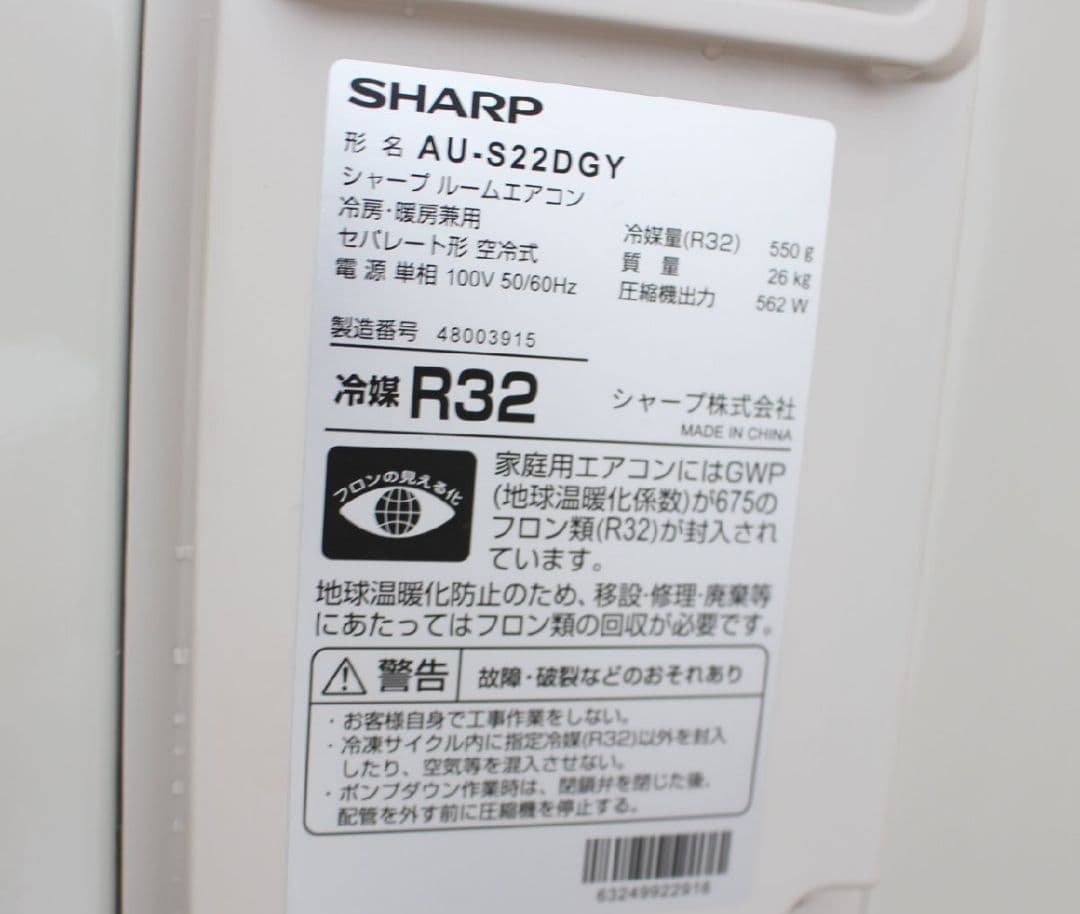 SHARP
形 名 AU-S22DGY
シャープ ルームエアコン
冷房・暖房兼用
セパレート形 空冷式
電 源 単相 100V 50/60Hz
冷媒量(R32) 550 g
質 量 26 kg
圧縮機出力 562 W
製造番号 48003915
冷媒 R32
シャープ株式会社
MADE IN CHINA
フロンの見える化
家庭用エアコンにはGWP
(地球温暖化係数)が675の
フロン類(R32)が封入され
ています。
地球温暖化防止のため、移設・修理・廃棄等
にあたってはフロン類の回収が必要です。
警告 故障・破裂などのおそれあり
・お客様自身で工事作業をしない。
・冷凍サイクル内に指定冷媒(R32)以外を封入
したり、空気等を混入させない。
・ポンプダウン作業時は、閉鎖弁を閉じた後、
配管を外す前に圧縮機を停止する。
63249922916